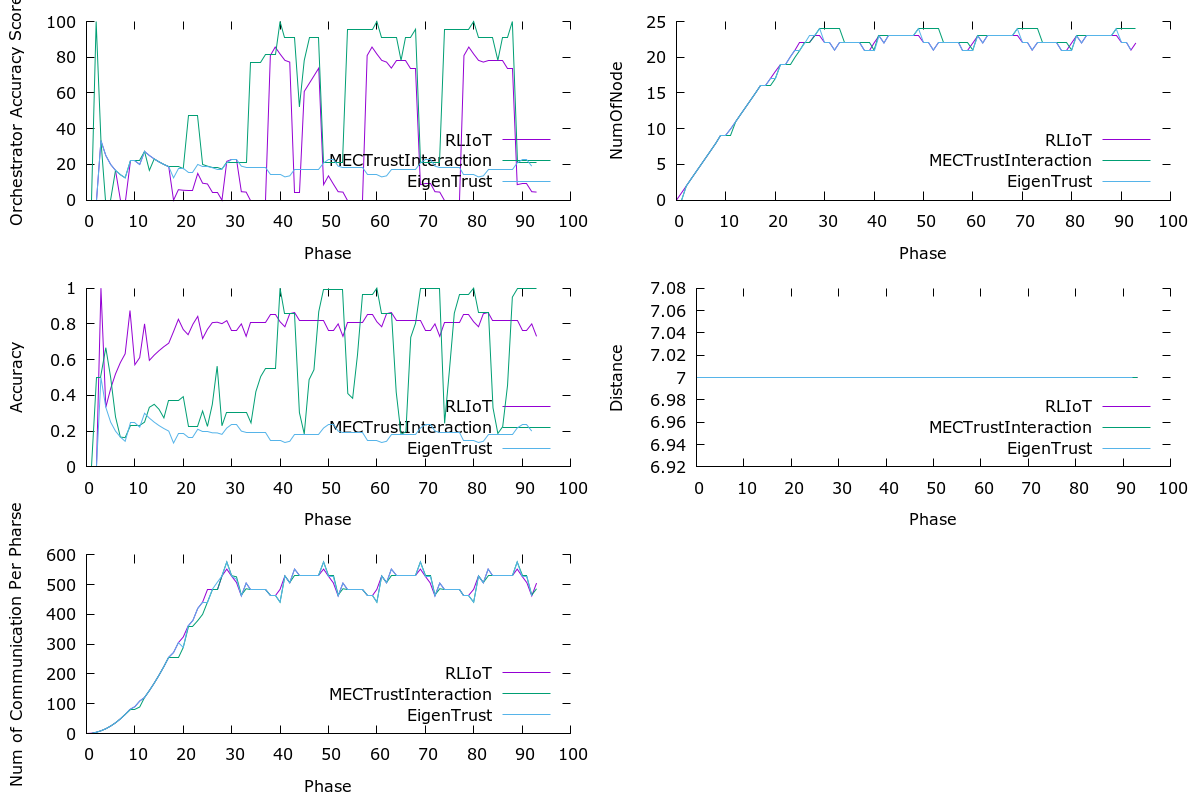 Orchestrator Accuracy Score
100
80
60
40
20
0
RLIoT
MECTrustInteraction
EigenTrust
0 10 20 30 40 50 60 70 80 90 100
Phase
NumOfNode
25
20
15
10
5
0
RLIoT
MECTrustInteraction
EigenTrust
0 10 20 30 40 50 60 70 80 90 100
Phase
Accuracy
1
0.8
0.6
0.4
0.2
0
RLIoT
MECTrustInteraction
EigenTrust
0 10 20 30 40 50 60 70 80 90 100
Phase
Distance
7.08
7.06
7.04
7.02
7
6.98
6.96
6.94
6.92
RLIoT
MECTrustInteraction
EigenTrust
0 10 20 30 40 50 60 70 80 90 100
Phase
Num of Communication Per Pharse
600
500
400
300
200
100
0
RLIoT
MECTrustInteraction
EigenTrust
0 10 20 30 40 50 60 70 80 90 100
Phase